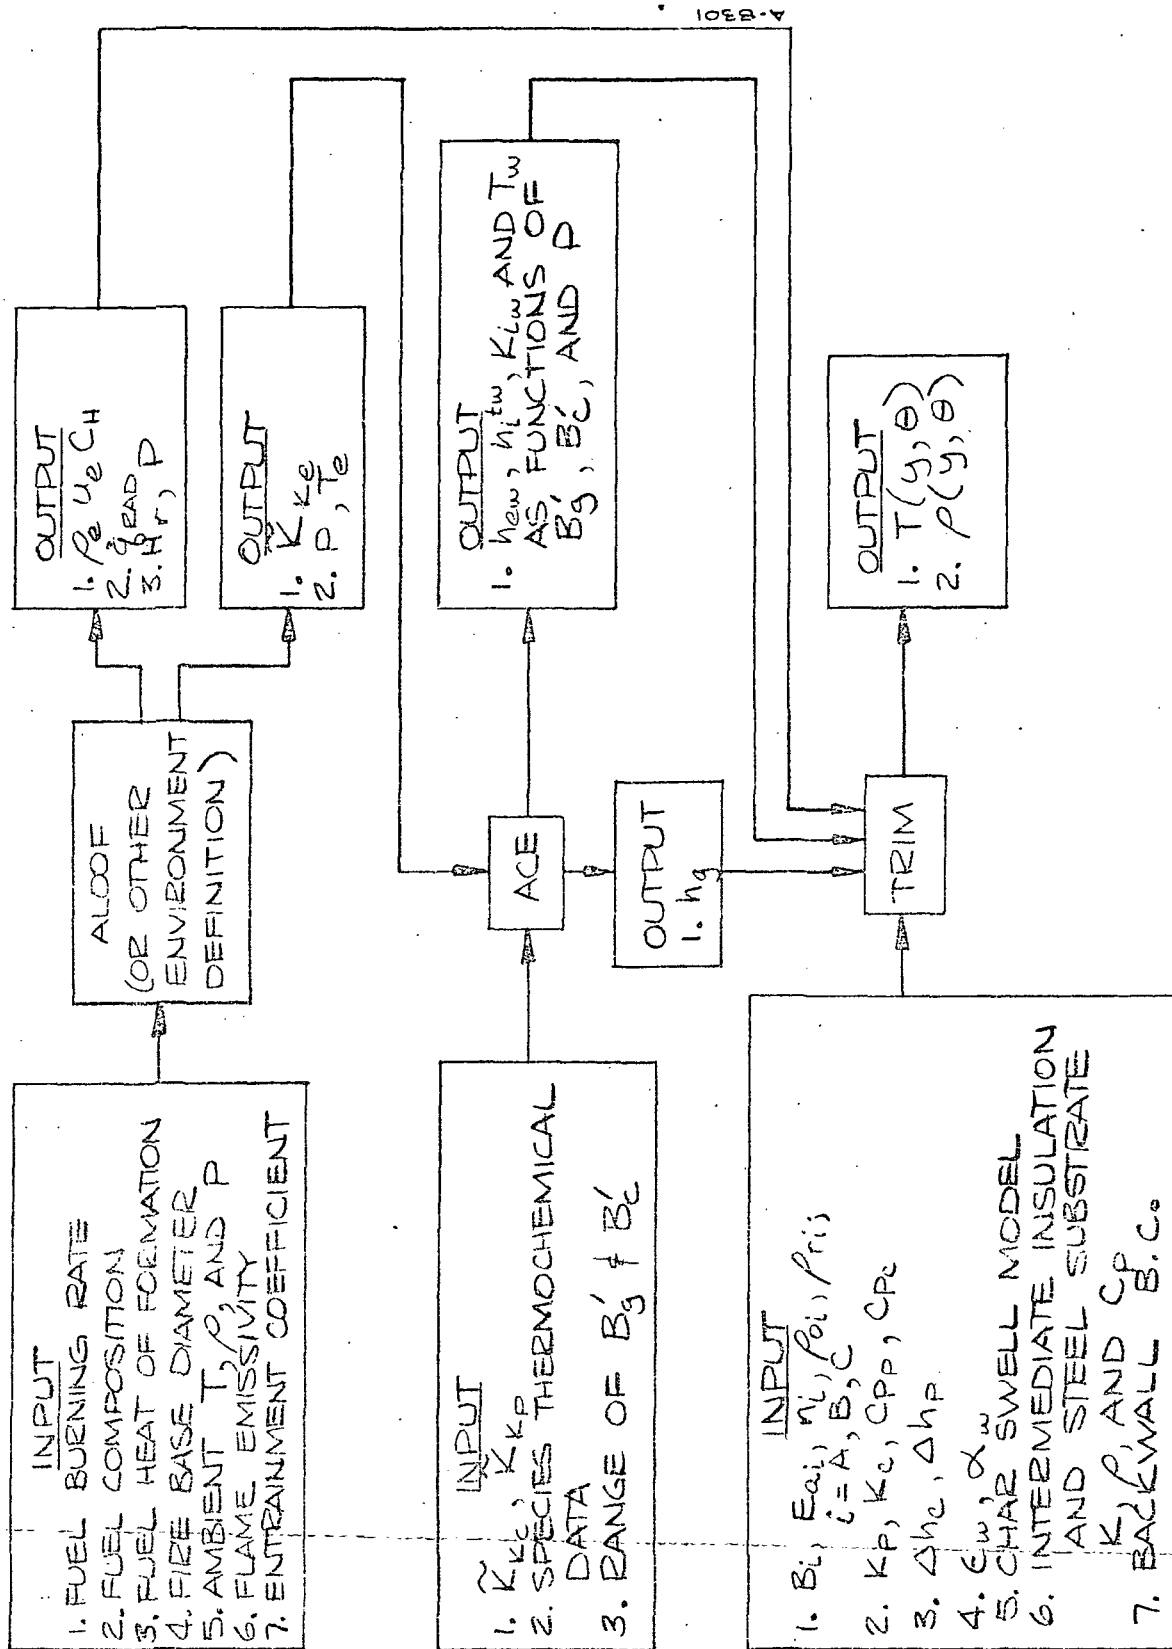 INPUT
1. FUEL BURNING RATE
2. FUEL COMPOSITION
3. FUEL HEAT OF FORMATION
4. FIRE BASE DIAMETER
5. AMBIENT T, ρ, AND P
6. FLAME EMISSIVITY
7. ENTRAINMENT COEFFICIENT
ALOOF
(OR OTHER
ENVIRONMENT
DEFINITION)
OUTPUT
1. ρe ue CH
2. q̇RAD
3. Hr, P
OUTPUT
1. K̃Ke
2. P, Te
INPUT
1. K̃Kc, K̃Kp
2. SPECIES THERMOCHEMICAL
DATA
3. RANGE OF B'g & B'c
ACE
OUTPUT
1. hg
OUTPUT
1. hew, hiTw, Kiw AND Tw
AS FUNCTIONS OF
B'g, B'c, AND P
INPUT
1. Bi, Eai, ni, ρoi, ρri;
i = A, B, C
2. Kp, Kc, Cpp, Cpc
3. Δhc, Δhp
4. εw, αw
5. CHAR SWELL MODEL
6. INTERMEDIATE INSULATION
AND STEEL SUBSTRATE
K, ρ, AND Cp
7. BACKWALL B.C.
TRIM
OUTPUT
1. T(y, θ)
2. ρ(y, θ)
A-8301